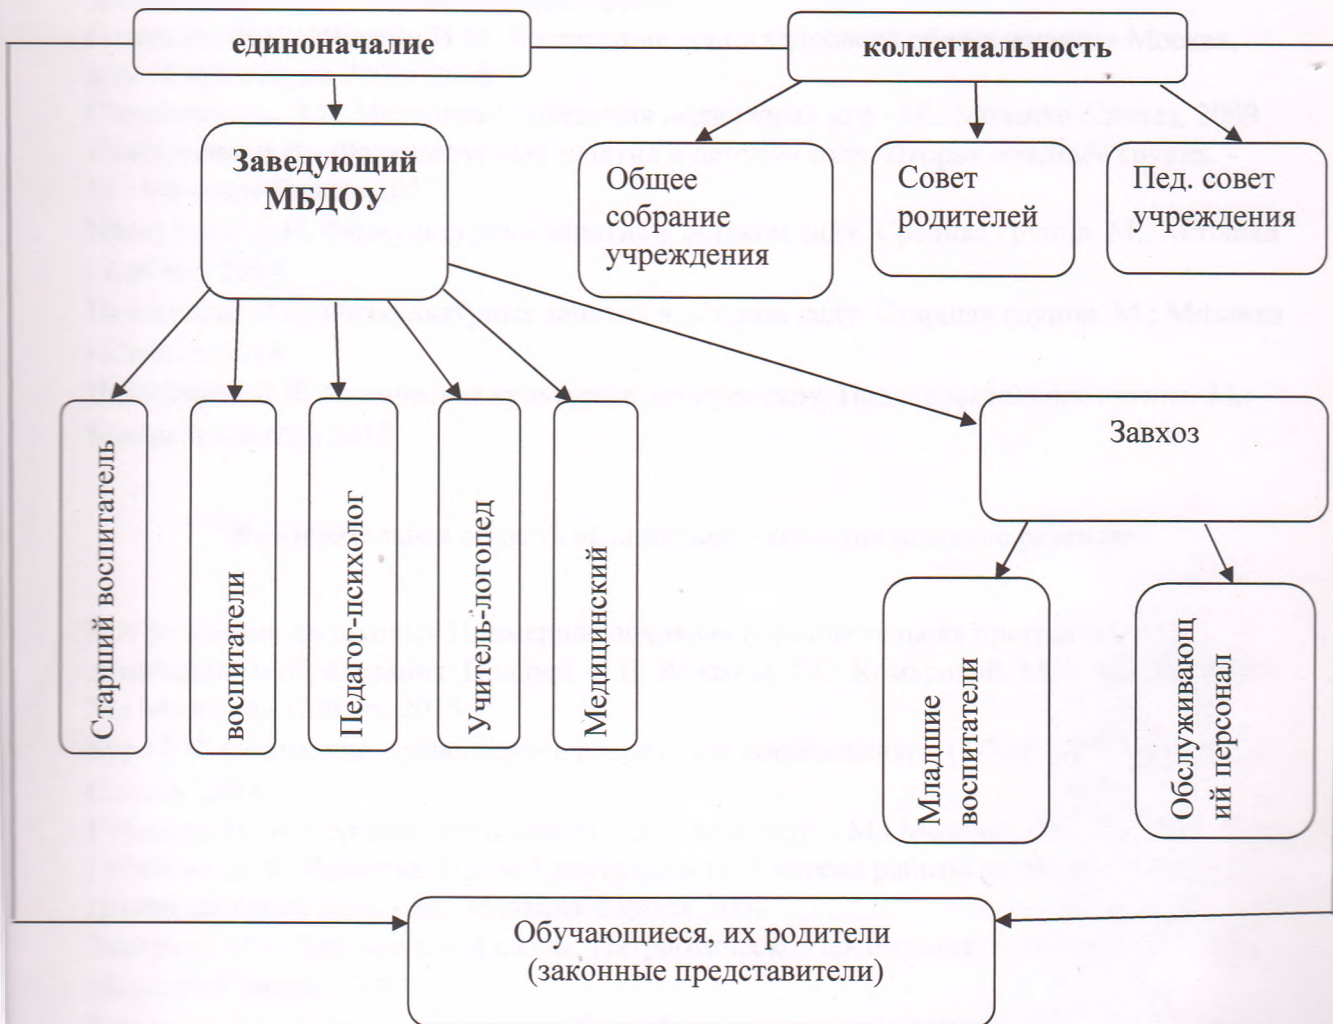 единоначалие
коллегиальность
Заведующий
МБДОУ
Общее
собрание
учреждения
Совет
родителей
Пед. совет
учреждения
Старший воспитатель
воспитатели
Педагог-психолог
Учитель-логопед
Медицинский
Завхоз
Младшие
воспитатели
Обслуживающ
ий персонал
Обучающиеся, их родители
(законные представители)